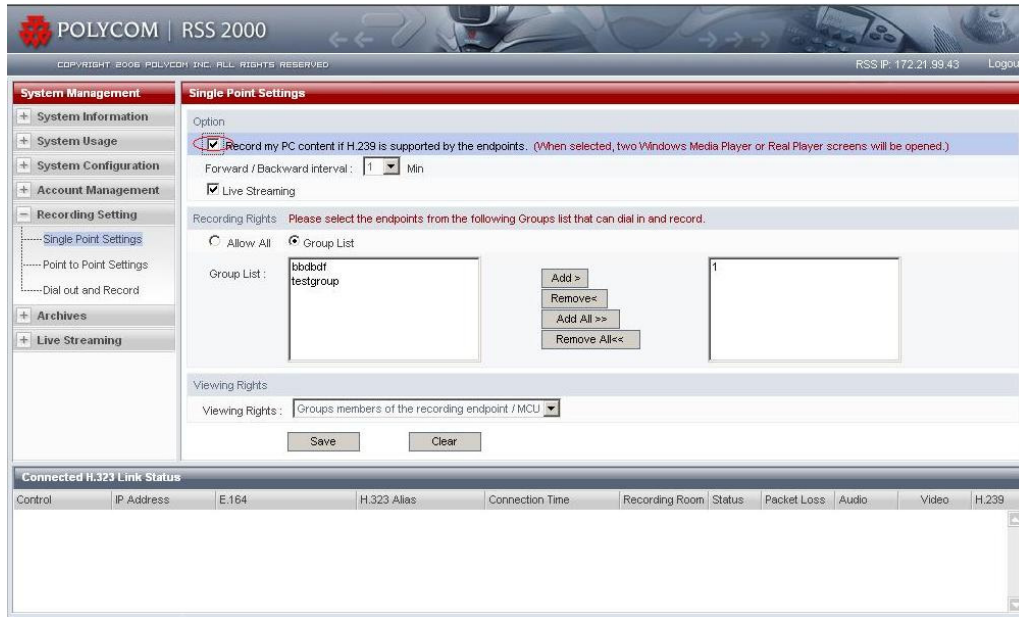 POLYCOM | RSS 2000
COPYRIGHT 2006 POLYCOM INC. ALL RIGHTS RESERVED
RSS IP: 172.21.99.43 Logou
System Management
+ System Information
+ System Usage
+ System Configuration
+ Account Management
− Recording Setting
Single Point Settings
Point to Point Settings
Dial out and Record
+ Archives
+ Live Streaming
Single Point Settings
Option
Record my PC content if H.239 is supported by the endpoints. (When selected, two Windows Media Player or Real Player screens will be opened.)
Forward / Backward interval : 1 Min
Live Streaming
Recording Rights Please select the endpoints from the following Groups list that can dial in and record.
Allow All Group List
Group List :
bbdbdf
testgroup
Add >
Remove<
Add All >>
Remove All<<
1
Viewing Rights
Viewing Rights : Groups members of the recording endpoint / MCU
Save Clear
Connected H.323 Link Status
Control IP Address E.164 H.323 Alias Connection Time Recording Room Status Packet Loss Audio Video H.239